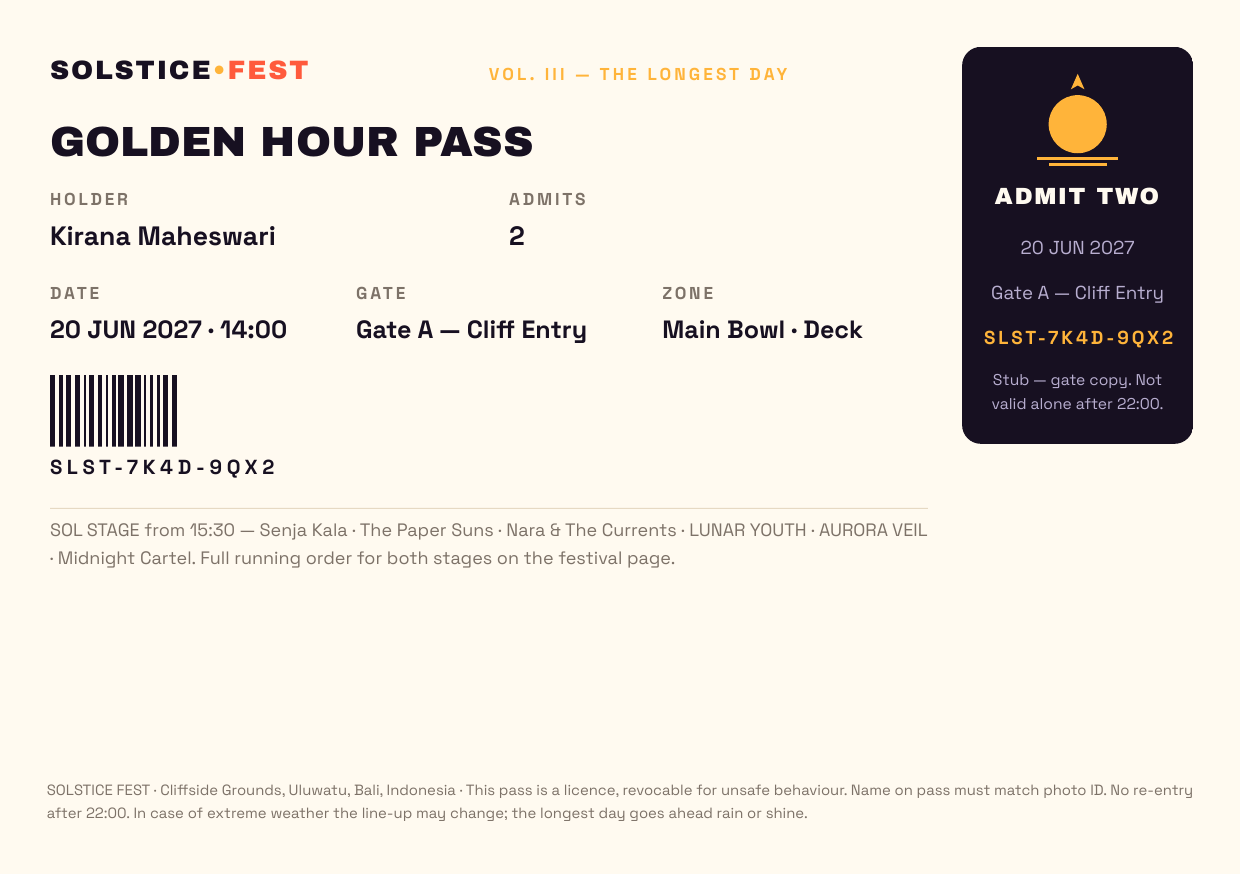 SOLSTICE•FEST
VOL. III — THE LONGEST DAY
GOLDEN HOUR PASS
HOLDER
Kirana Maheswari
ADMITS
2
DATE
20 JUN 2027 · 14:00
GATE
Gate A — Cliff Entry
ZONE
Main Bowl · Deck
SLST-7K4D-9QX2
SOL STAGE from 15:30 — Senja Kala · The Paper Suns · Nara & The Currents · LUNAR YOUTH · AURORA VEIL
· Midnight Cartel. Full running order for both stages on the festival page.
ADMIT TWO
20 JUN 2027
Gate A — Cliff Entry
SLST-7K4D-9QX2
Stub — gate copy. Not
valid alone after 22:00.
SOLSTICE FEST · Cliffside Grounds, Uluwatu, Bali, Indonesia · This pass is a licence, revocable for unsafe behaviour. Name on pass must match photo ID. No re-entry
after 22:00. In case of extreme weather the line-up may change; the longest day goes ahead rain or shine.